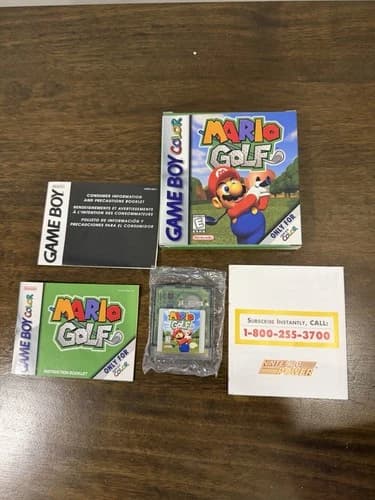 GAME BOY COLOR
MARIO
GOLF
E
Nintendo
ONLY FOR
GAME BOY
COLOR
GAME BOY
CONSUMER INFORMATION
AND PRECAUTIONS BOOKLET
RENSEIGNEMENTS ET AVERTISSEMENTS
À L'INTENTION DES CONSOMMATEURS
FOLLETO DE INFORMACIÓN Y
PRECAUCIONES PARA EL CONSUMIDOR
GAME BOY COLOR
MARIO
GOLF
ONLY FOR
GAME BOY
COLOR
INSTRUCTION BOOKLET
MARIO
GOLF
SUBSCRIBE INSTANTLY, CALL:
1-800-255-3700
NINTENDO
POWER